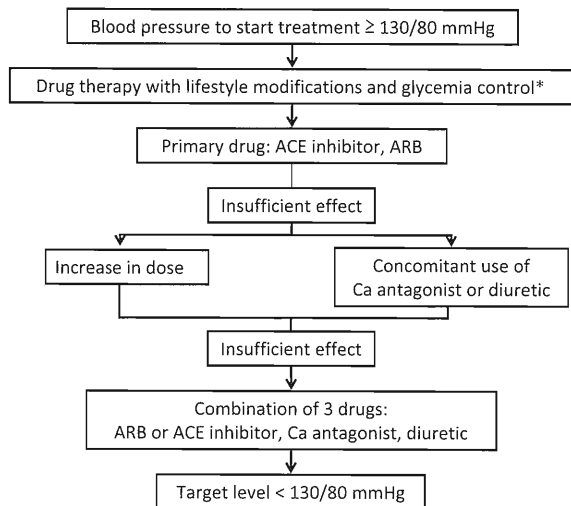 Blood pressure to start treatment ≥ 130/80 mmHg
Drug therapy with lifestyle modifications and glycemia control*
Primary drug: ACE inhibitor, ARB
Insufficient effect
Increase in dose
Concomitant use of
Ca antagonist or diuretic
Insufficient effect
Combination of 3 drugs:
ARB or ACE inhibitor, Ca antagonist, diuretic
Target level < 130/80 mmHg